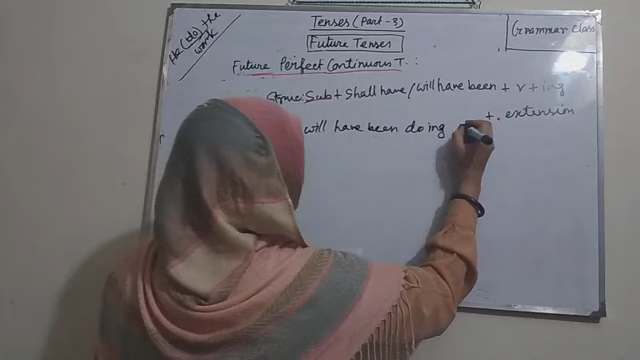 He (do) the
work
Tenses (Part - 3)
Grammar Class
Future Tenses
Future Perfect Continuous T. :
Sub + Shall have / will have been + v + ing
+ . extension
will have been doing